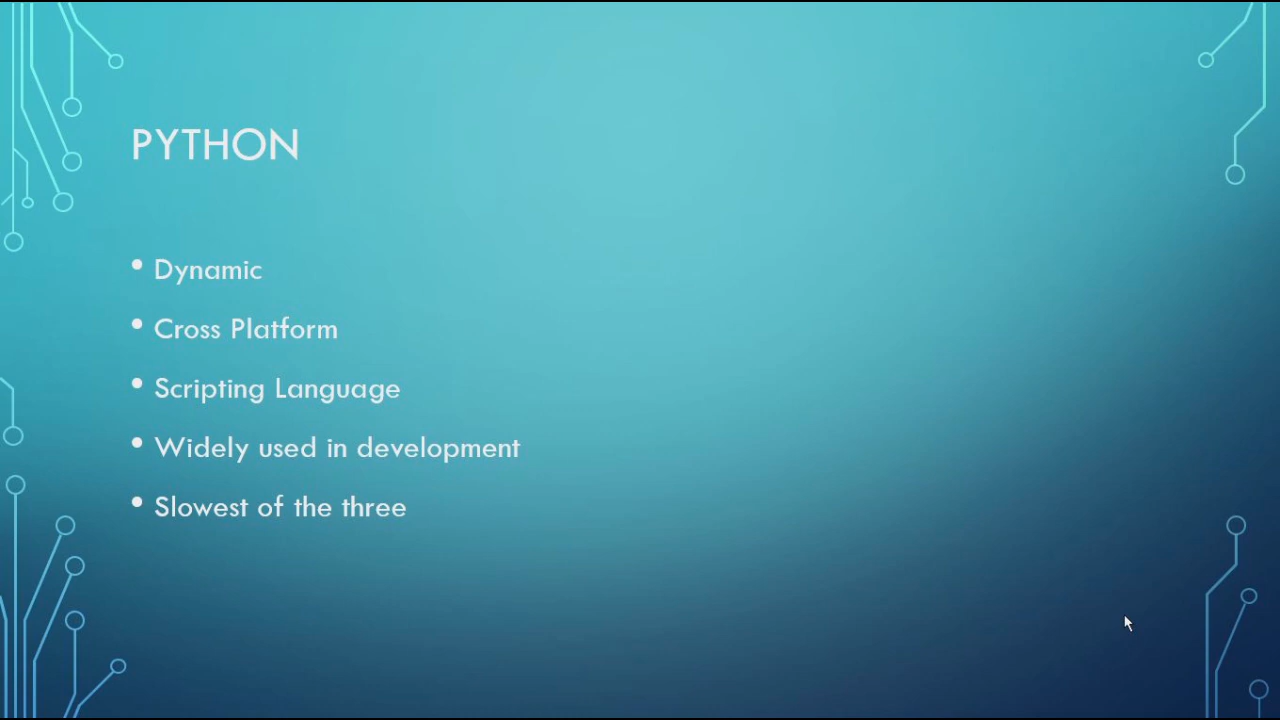 PYTHON
• Dynamic
• Cross Platform
• Scripting Language
• Widely used in development
• Slowest of the three